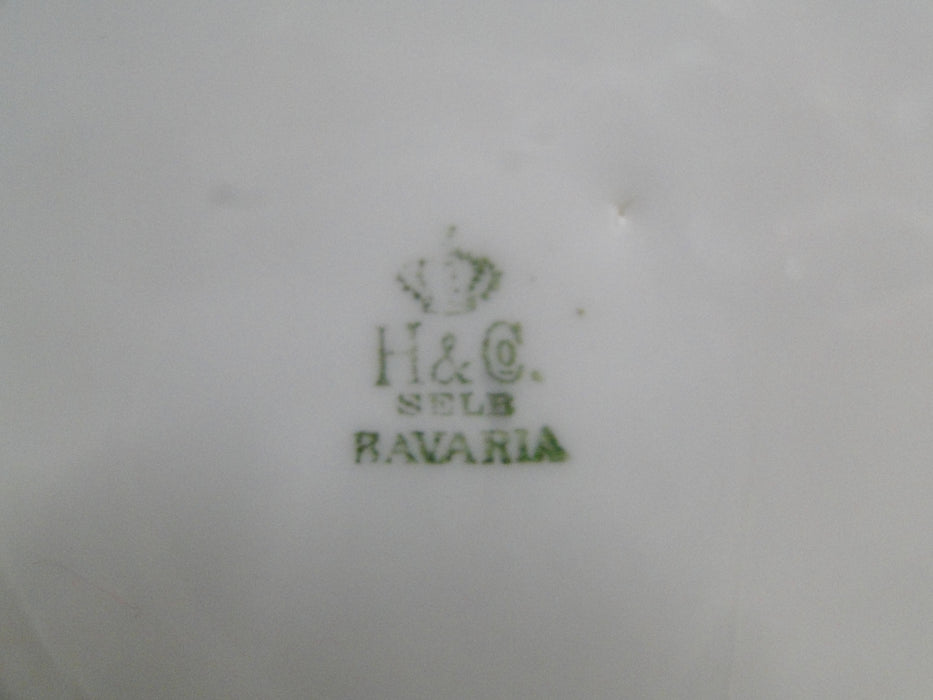 H & Co.
SELB
BAVARIA